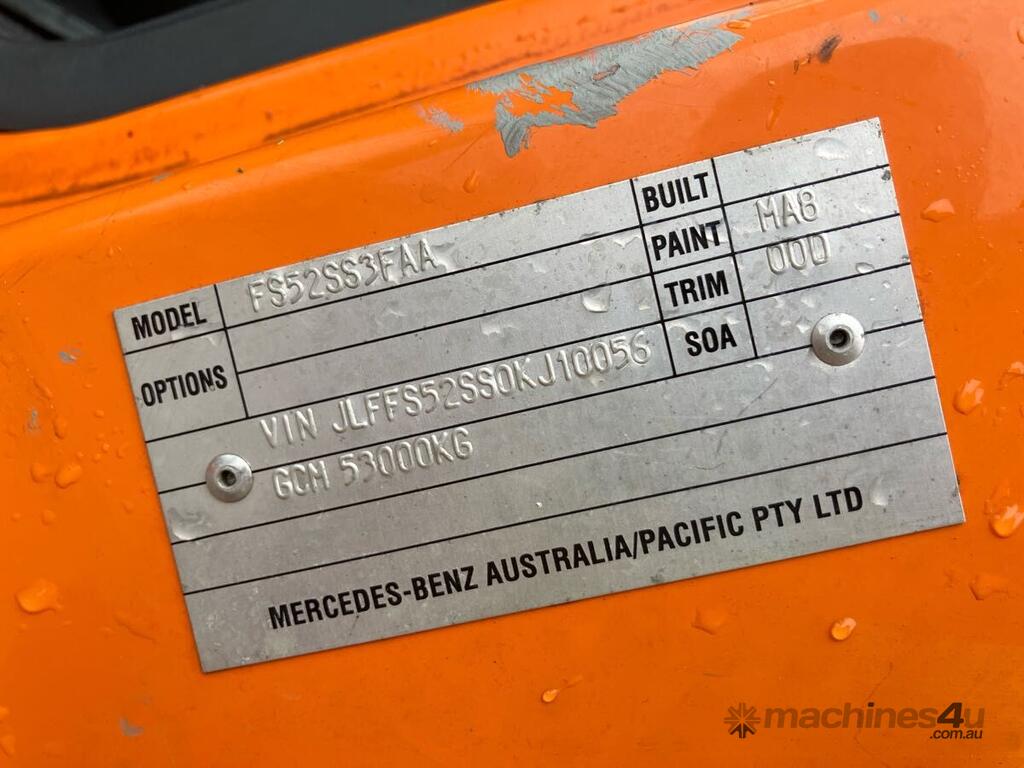 MODEL FS52SS3FAA
OPTIONS
BUILT
PAINT MA8
TRIM 000
SOA
VIN JLFFS52SS0KJ10056
GCM 53000KG
MERCEDES-BENZ AUSTRALIA/PACIFIC PTY LTD
machines4u
.com.au